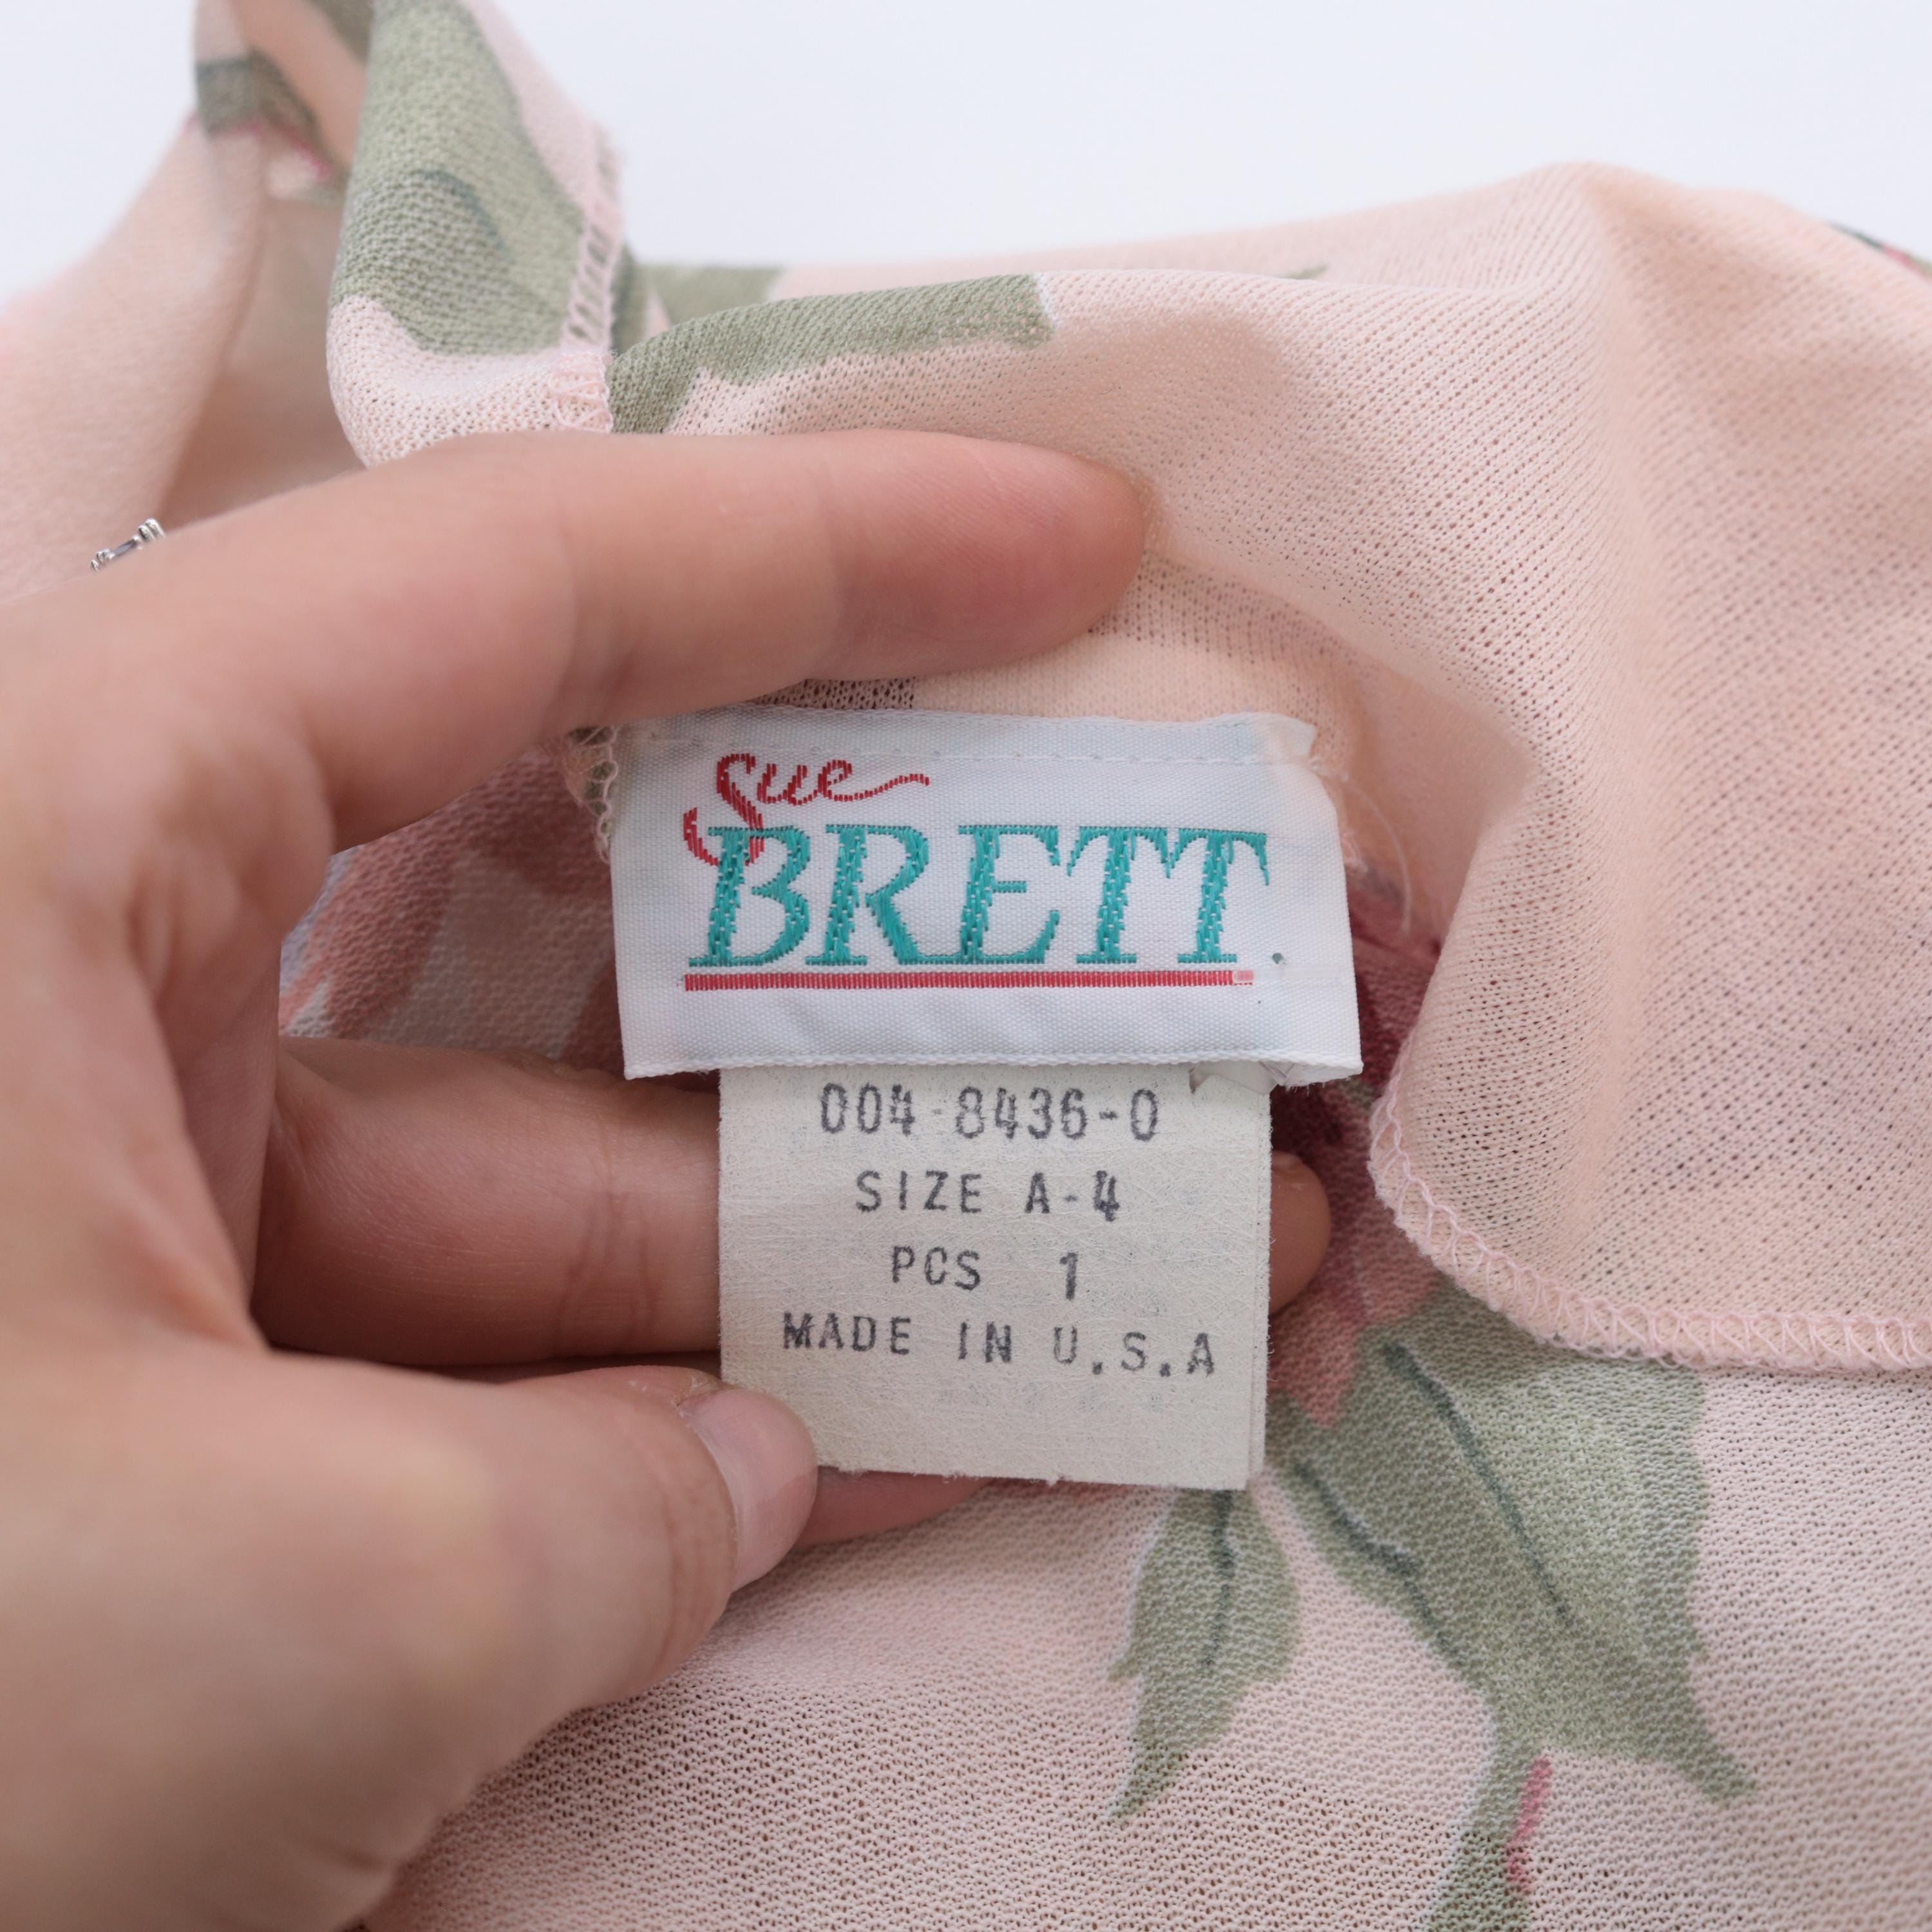 Sue
BRETT.
004-8436-0
SIZE A-4
PCS 1
MADE IN U.S.A